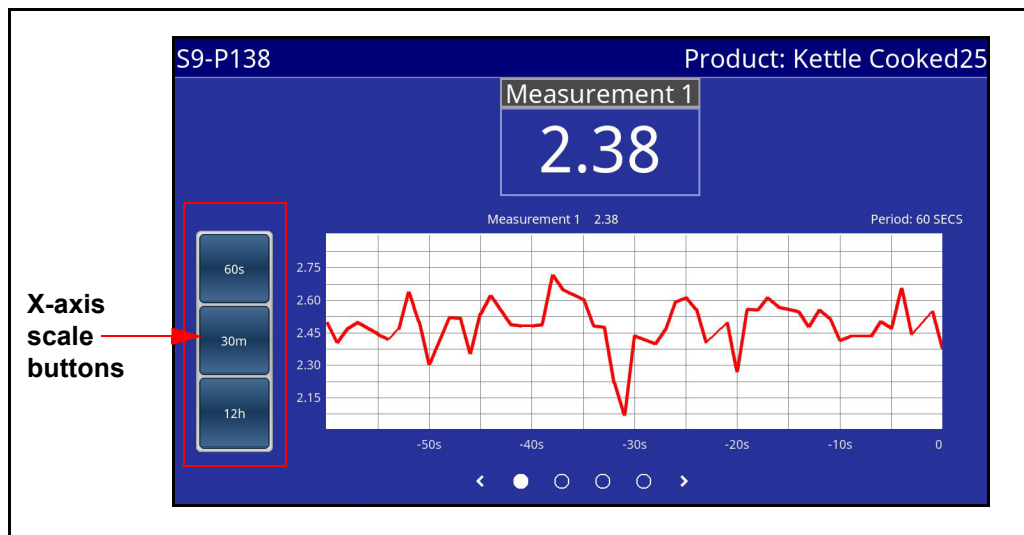 S9-P138 Product: Kettle Cooked25
Measurement 1
2.38
Measurement 1 2.38 Period: 60 SECS
X-axis
scale
buttons
60s
30m
12h
2.75
2.60
2.45
2.30
2.15
-50s -40s -30s -20s -10s 0